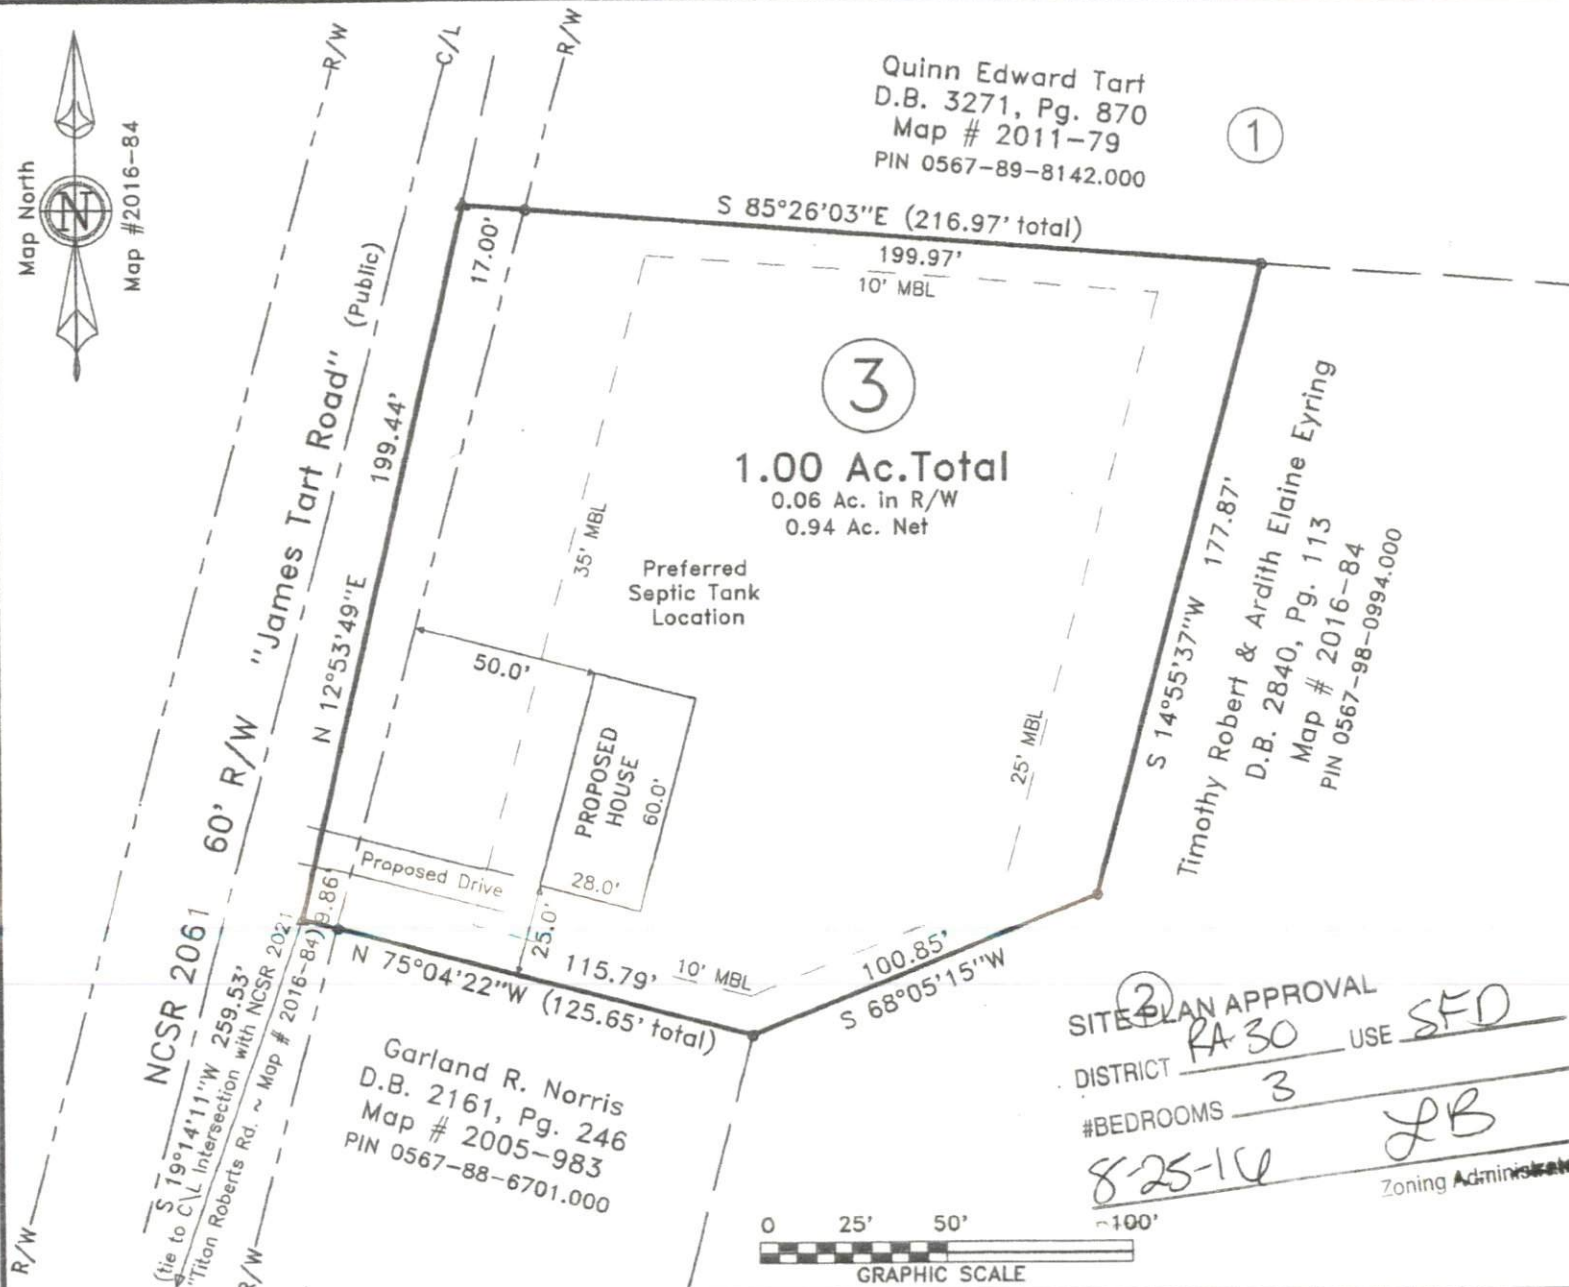 R/W
C/L
R/W
Map North
N
Map #2016-84
Quinn Edward Tart
D.B. 3271, Pg. 870
Map # 2011-79
PIN 0567-89-8142.000
1
S 85°26'03"E (216.97' total)
199.97'
10' MBL
17.00'
"James Tart Road" (Public)
199.44'
N 12°53'49"E
3
1.00 Ac.Total
0.06 Ac. in R/W
0.94 Ac. Net
35' MBL
Preferred
Septic Tank
Location
50.0'
PROPOSED
HOUSE
60.0'
28.0'
25.0'
Proposed Drive
25' MBL
S 14°55'37"W 177.87'
Timothy Robert & Ardith Elaine Eyring
D.B. 2840, Pg. 113
Map # 2016-84
PIN 0567-98-0994.000
NCSR 2061 60' R/W
9.86'
N 75°04'22"W (125.65' total)
115.79'
10' MBL
100.85'
S 68°05'15"W
S 19°14'11"W 259.53'
(tie to C\L Intersection with NCSR 2021
"Titan Roberts Rd. ~ Map # 2016-84)
R/W
R/W
Garland R. Norris
D.B. 2161, Pg. 246
Map # 2005-983
PIN 0567-88-6701.000
2
SITE PLAN APPROVAL
DISTRICT RA-30 USE SFD
#BEDROOMS 3
8-25-16 LB
Zoning Administrato
0 25' 50' 100'
GRAPHIC SCALE